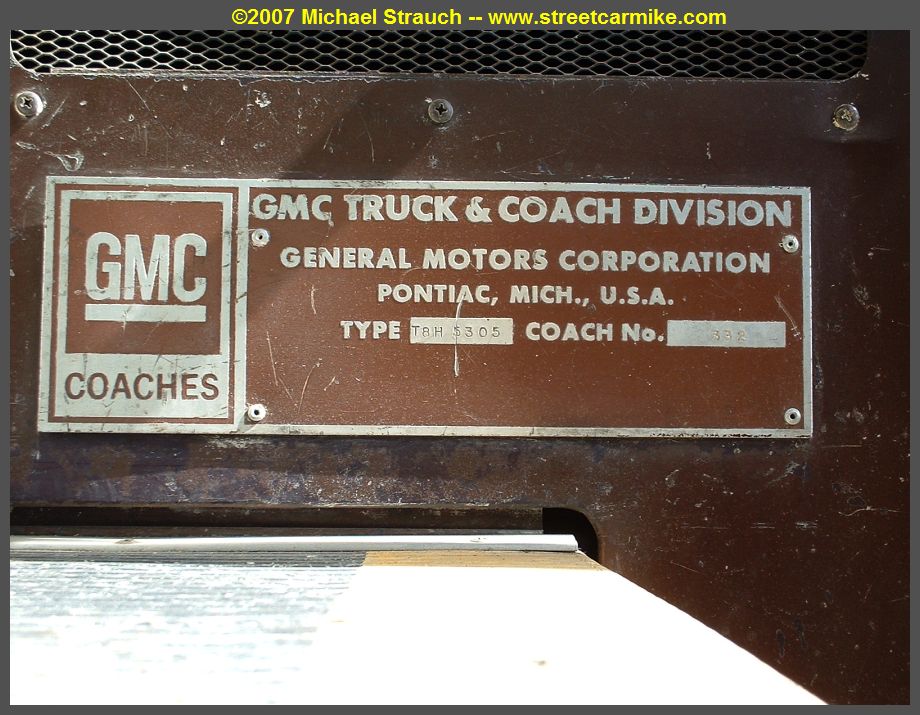 ©2007 Michael Strauch -- www.streetcarmike.com
GMC TRUCK & COACH DIVISION
GENERAL MOTORS CORPORATION
PONTIAC, MICH., U.S.A.
TYPE T8H 5305 COACH No. 332
GMC
COACHES